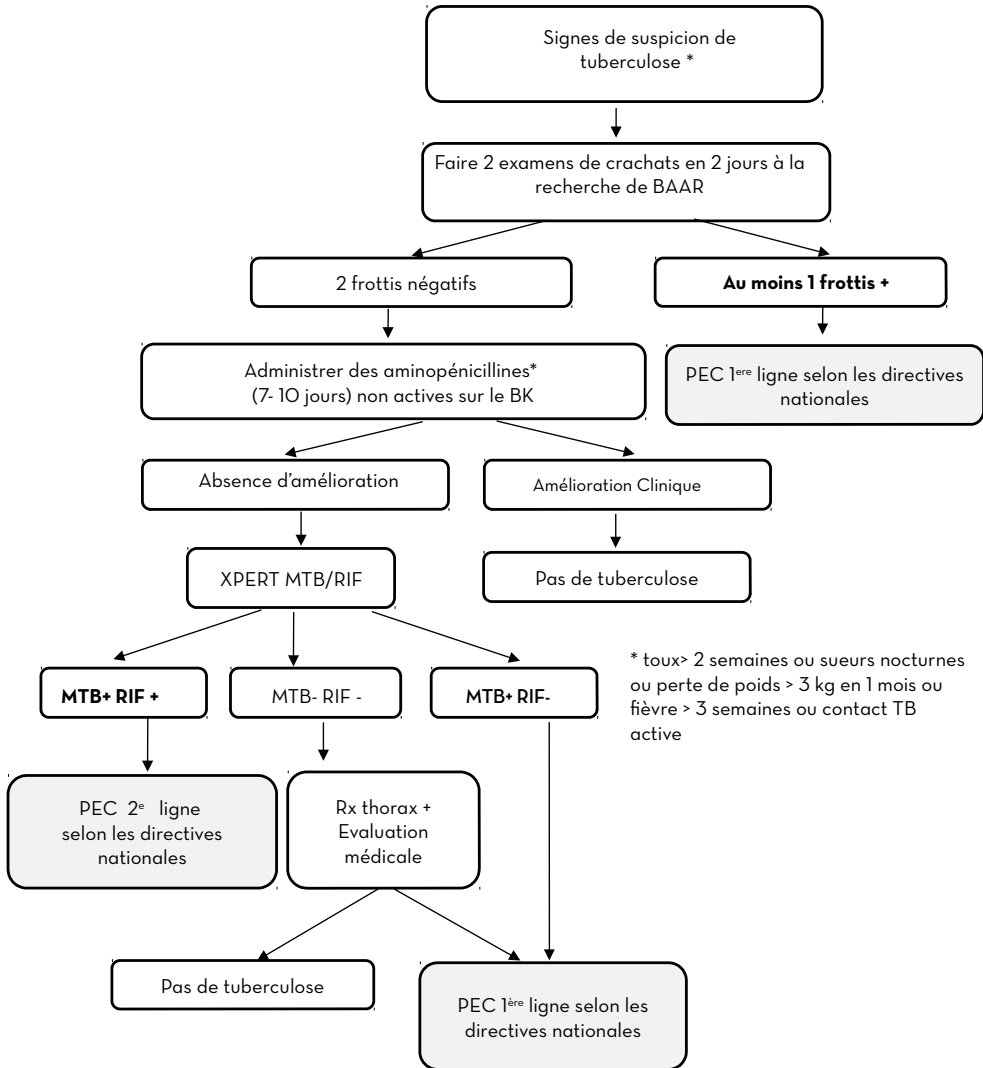 Signes de suspicion de
tuberculose *
Faire 2 examens de crachats en 2 jours à la
recherche de BAAR
2 frottis négatifs
Au moins 1 frottis +
Administrer des aminopénicillines*
(7- 10 jours) non actives sur le BK
PEC 1ere ligne selon les directives
nationales
Absence d'amélioration
Amélioration Clinique
XPERT MTB/RIF
Pas de tuberculose
MTB+ RIF +
MTB- RIF -
MTB+ RIF-
* toux> 2 semaines ou sueurs nocturnes
ou perte de poids > 3 kg en 1 mois ou
fièvre > 3 semaines ou contact TB
active
PEC 2e ligne
selon les directives
nationales
Rx thorax +
Evaluation
médicale
Pas de tuberculose
PEC 1ère ligne selon les
directives nationales